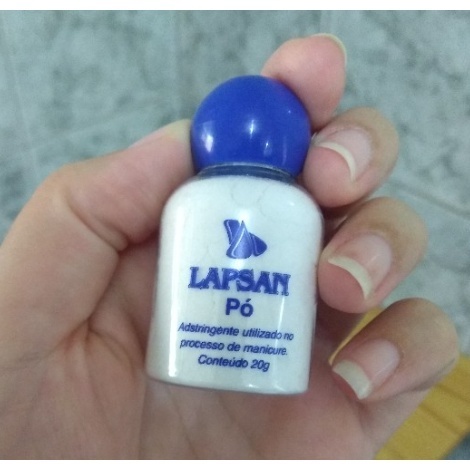 LAPSAN
Pó
Adstringente utilizado no
processo de manicure.
Conteúdo 20g